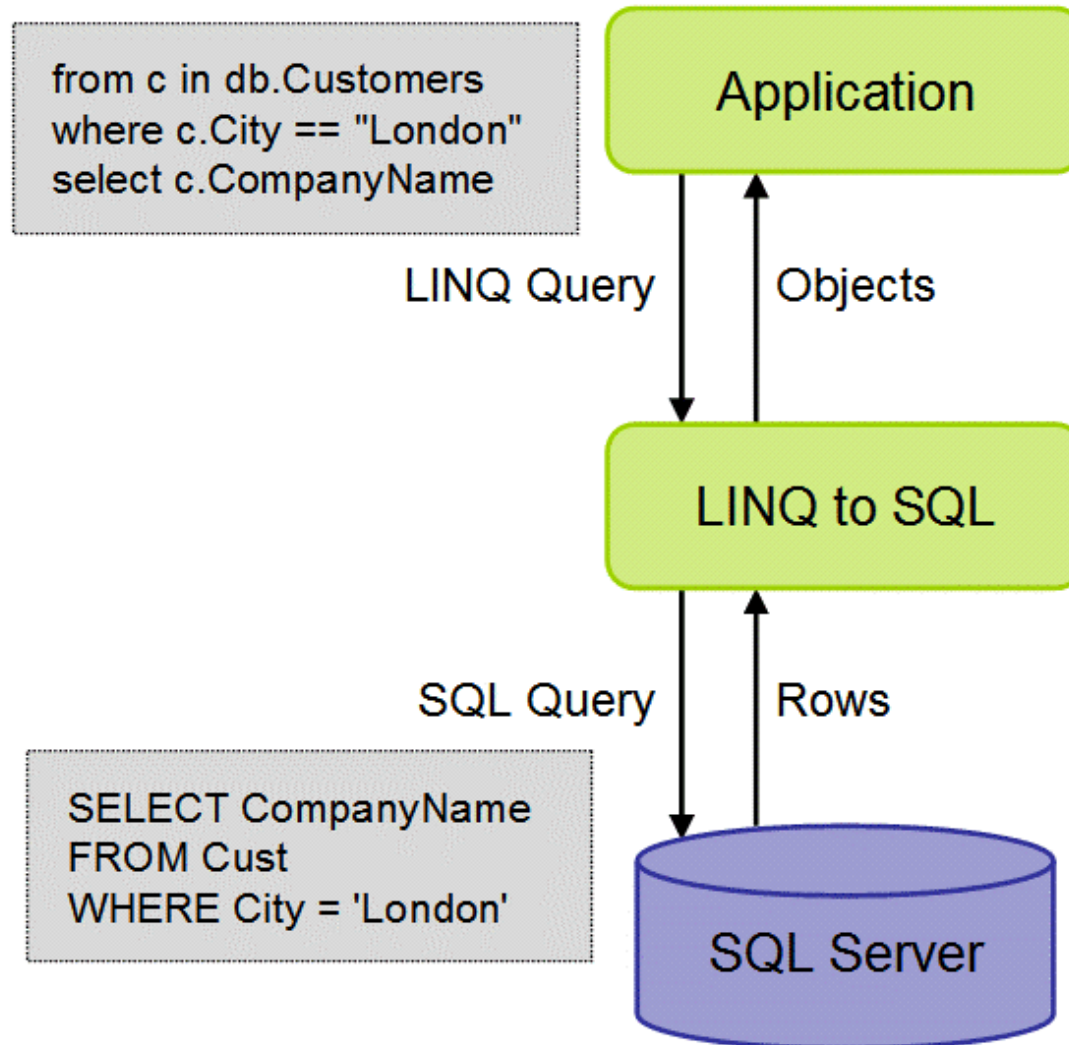 from c in db.Customers
where c.City == "London"
select c.CompanyName
Application
LINQ Query
Objects
LINQ to SQL
SQL Query
Rows
SELECT CompanyName
FROM Cust
WHERE City = 'London'
SQL Server